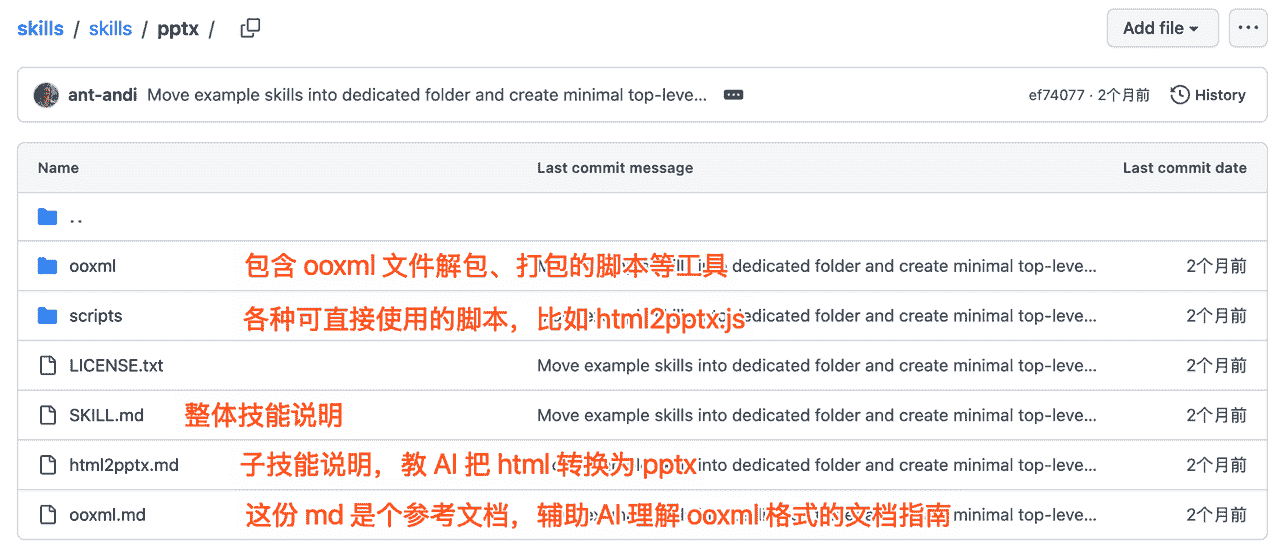 skills / skills / pptx /
Add file
ant-andi Move example skills into dedicated folder and create minimal top-leve... ef74077 · 2个月前 History
Name Last commit message Last commit date
..
ooxml 包含 ooxml 文件解包、打包的脚本等工具 dedicated folder and create minimal top-leve... 2个月前
scripts 各种可直接使用的脚本，比如 html2pptx.js dedicated folder and create minimal top-leve... 2个月前
LICENSE.txt Move example skills into dedicated folder and create minimal top-leve... 2个月前
SKILL.md 整体技能说明 Move example skills into dedicated folder and create minimal top-leve... 2个月前
html2pptx.md 子技能说明，教 AI 把 html 转换为 pptx dedicated folder and create minimal top-leve... 2个月前
ooxml.md 这份 md 是个参考文档，辅助 AI 理解 ooxml 格式的文档指南 minimal top-leve... 2个月前